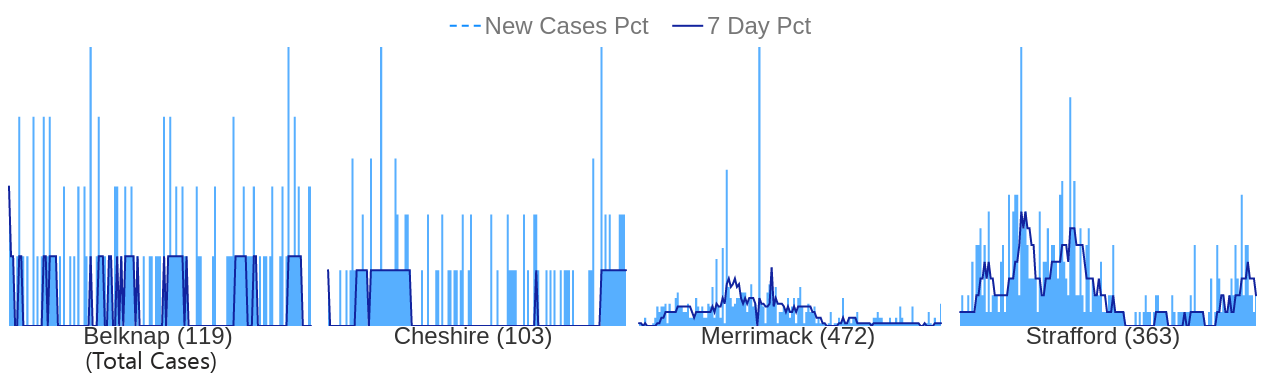 New Cases Pct 7 Day Pct
Belknap (119) Cheshire (103) Merrimack (472) Strafford (363)
(Total Cases)